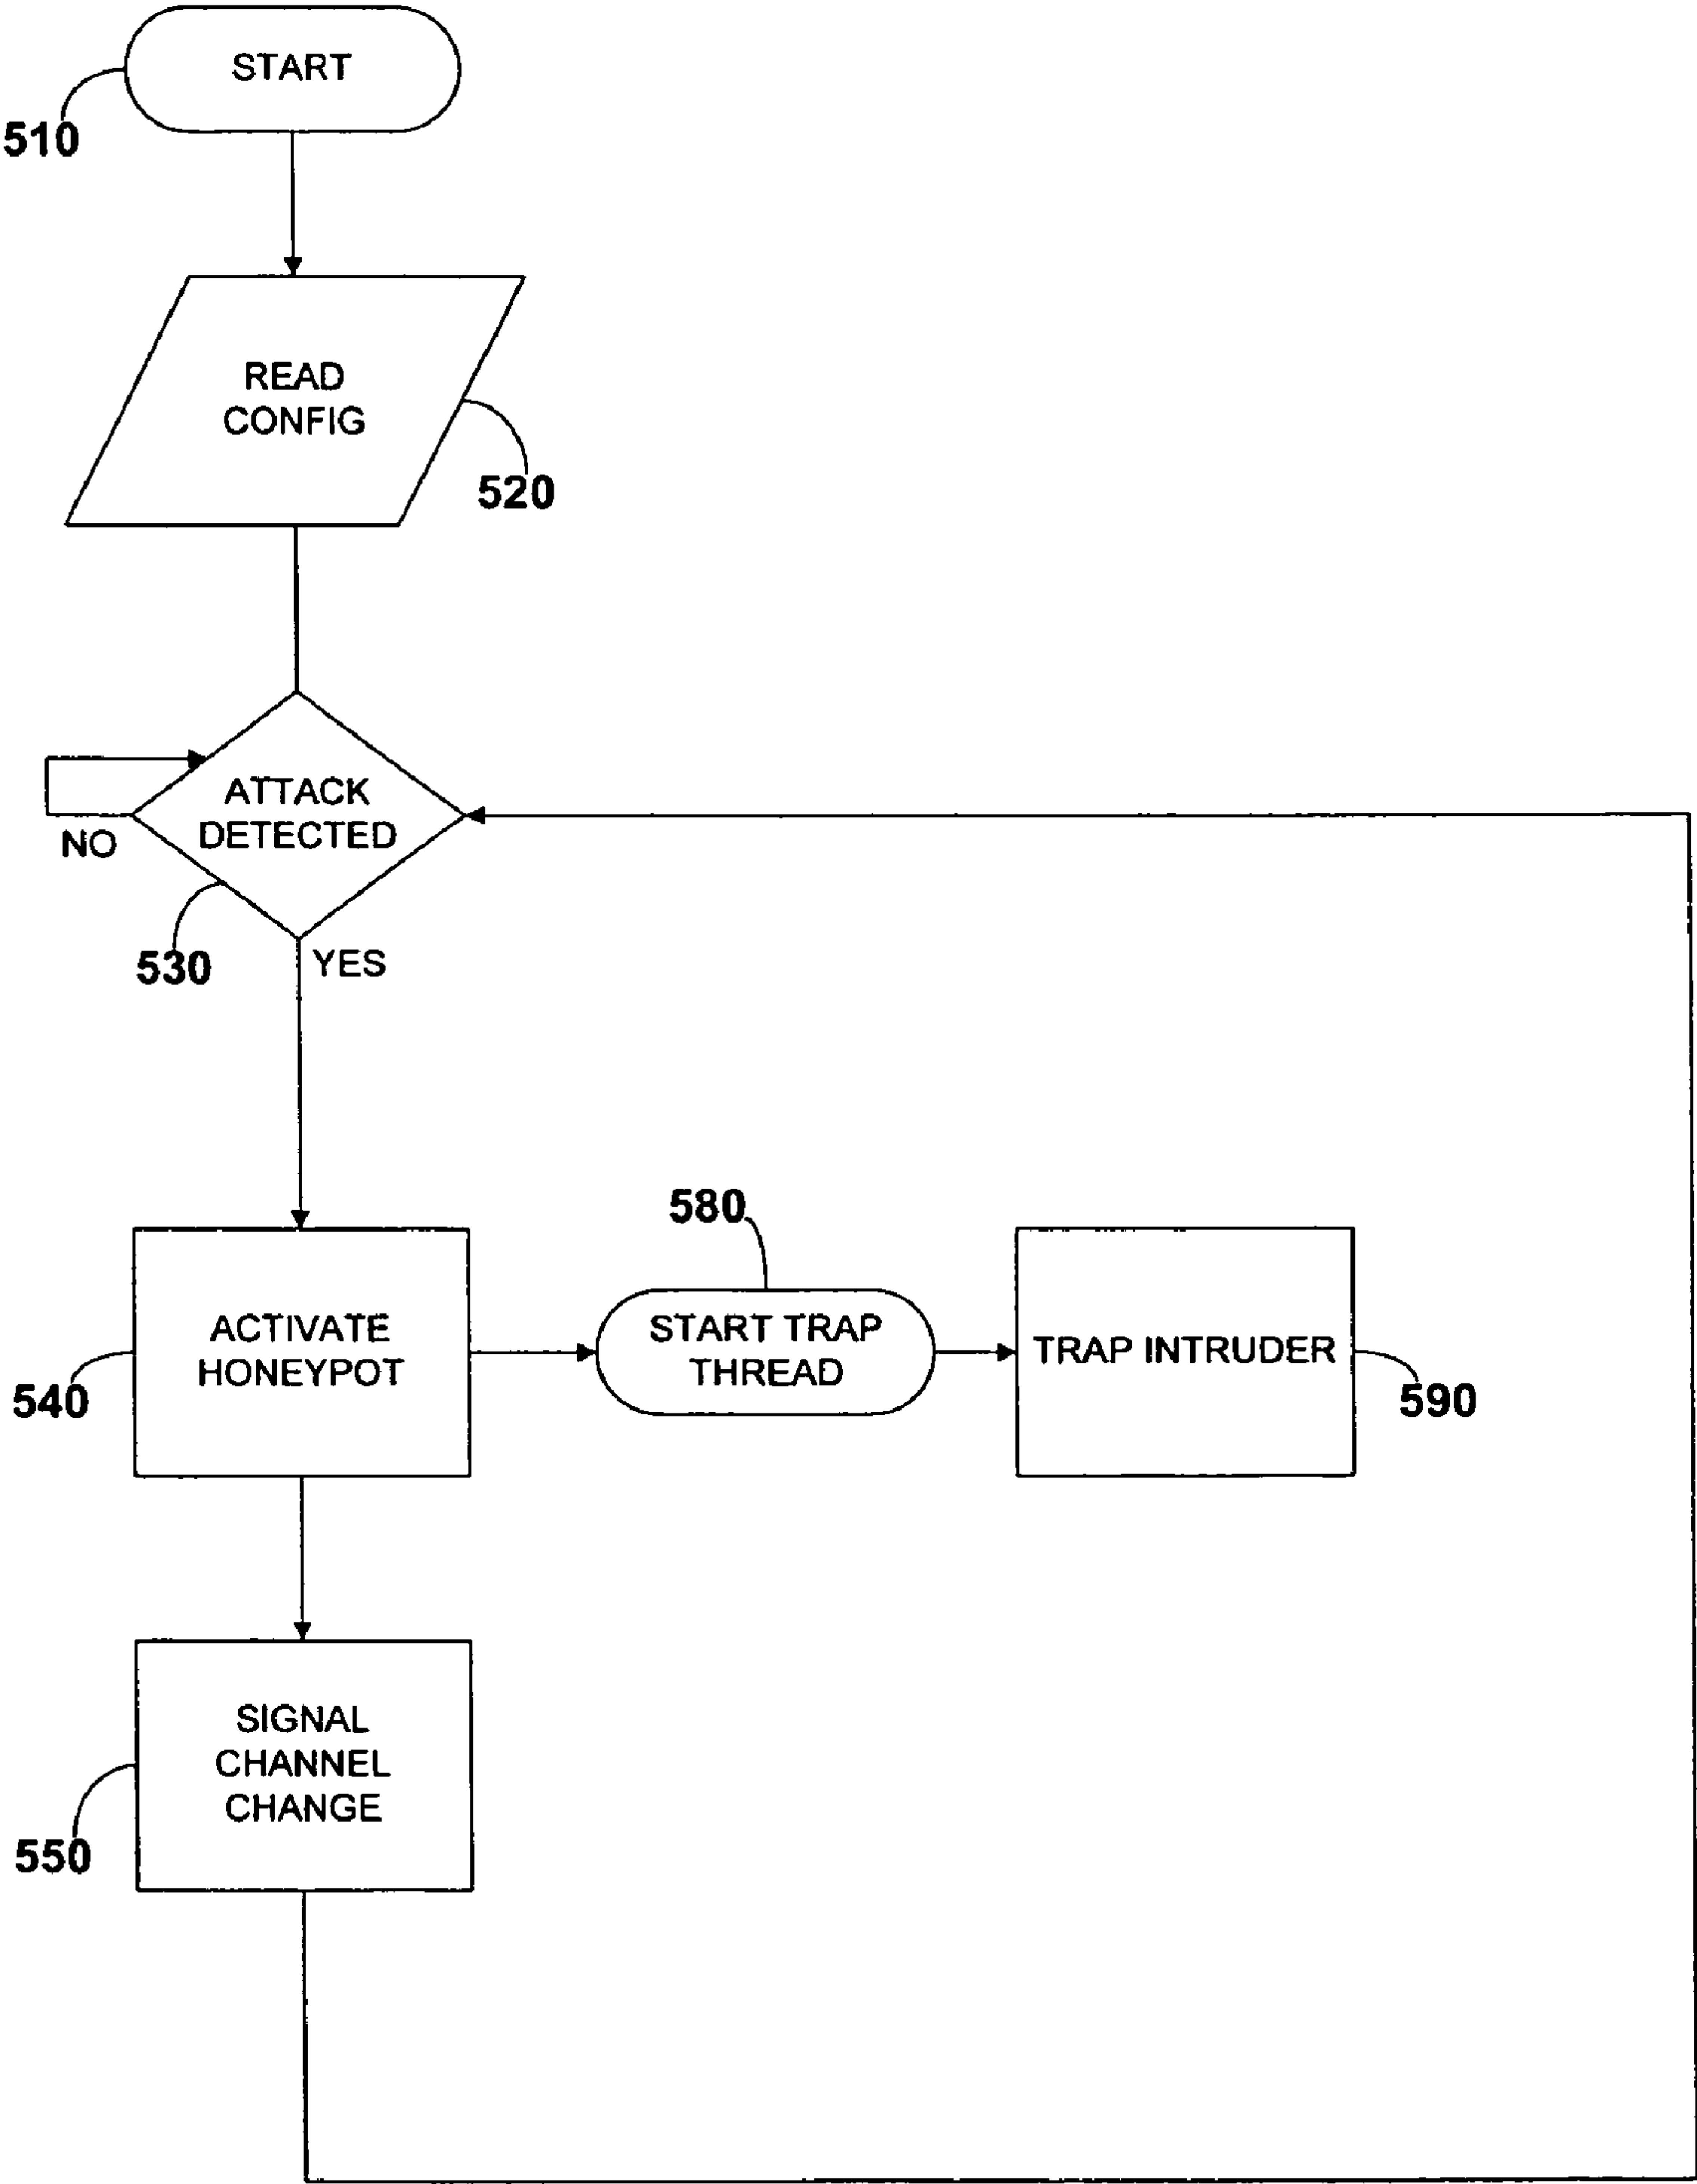 START
510
READ
CONFIG
520
ATTACK
DETECTED
NO
530
YES
580
ACTIVATE
HONEYPOT
540
START TRAP
THREAD
TRAP INTRUDER
590
SIGNAL
CHANNEL
CHANGE
550